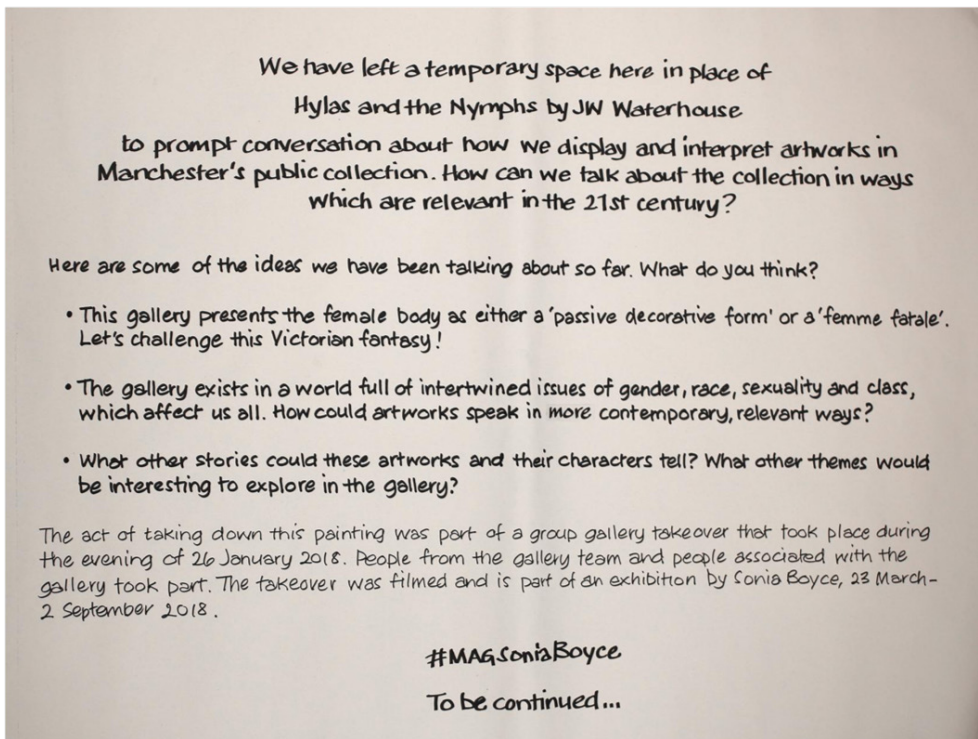 We have left a temporary space here in place of
Hylas and the Nymphs by JW Waterhouse
to prompt conversation about how we display and interpret artworks in
Manchester's public collection. How can we talk about the collection in ways
which are relevant in the 21st century?
Here are some of the ideas we have been talking about so far. What do you think?
• This gallery presents the female body as either a 'passive decorative form' or a 'femme fatale'.
Let's challenge this Victorian fantasy!
• The gallery exists in a world full of intertwined issues of gender, race, sexuality and class,
which affect us all. How could artworks speak in more contemporary, relevant ways?
• What other stories could these artworks and their characters tell? What other themes would
be interesting to explore in the gallery?
The act of taking down this painting was part of a group gallery takeover that took place during
the evening of 26 January 2018. People from the gallery team and people associated with the
gallery took part. The takeover was filmed and is part of an exhibition by Sonia Boyce, 23 March-
2 September 2018.
#MAGSoniaBoyce
To be continued...